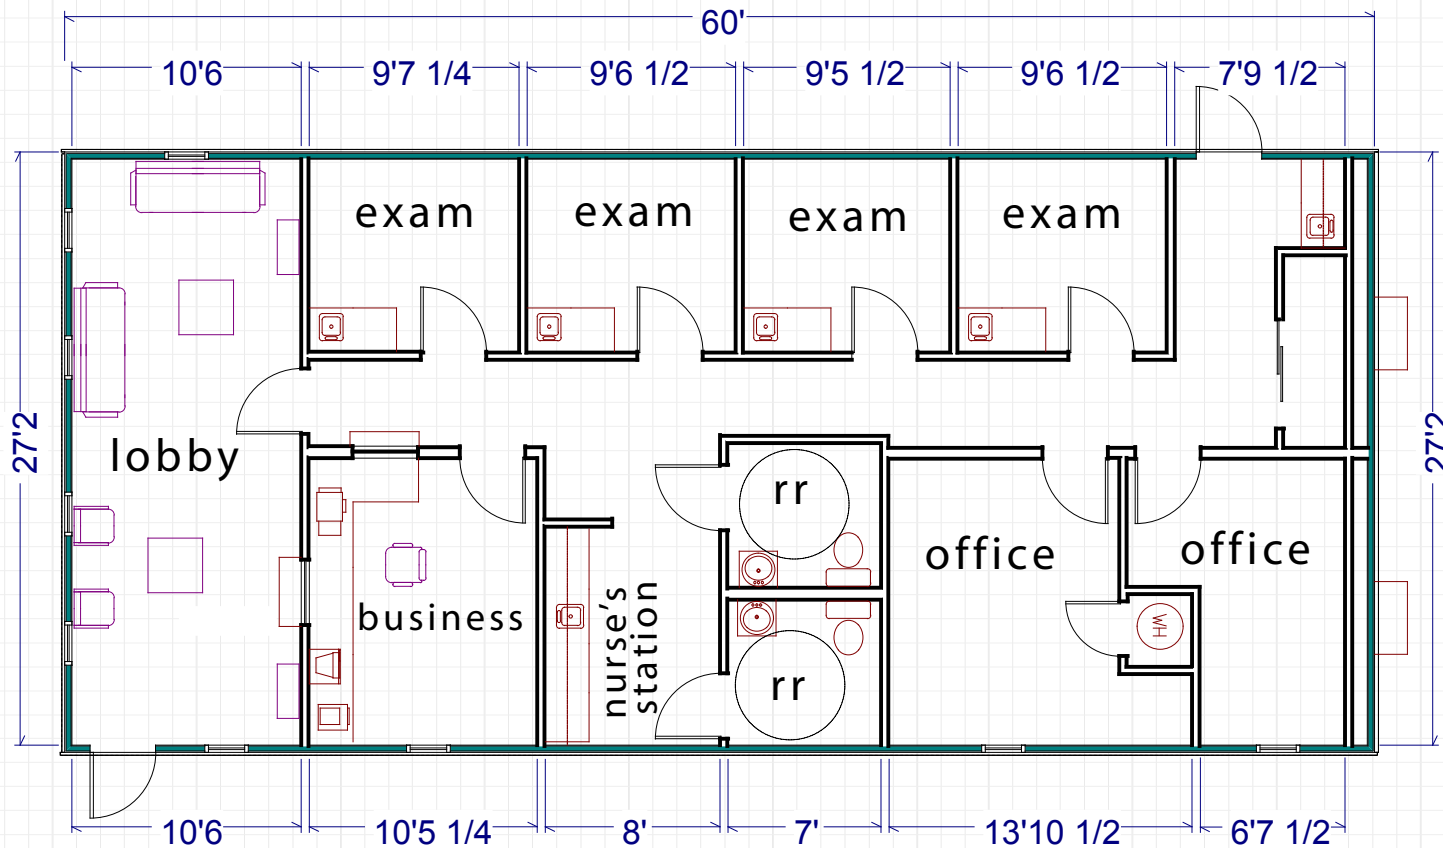 60'
10'6
9'7 1/4
9'6 1/2
9'5 1/2
9'6 1/2
7'9 1/2
exam
exam
exam
exam
27'2
27'2
lobby
rr
office
office
business
nurse's
station
WH
rr
10'6
10'5 1/4
8'
7'
13'10 1/2
6'7 1/2